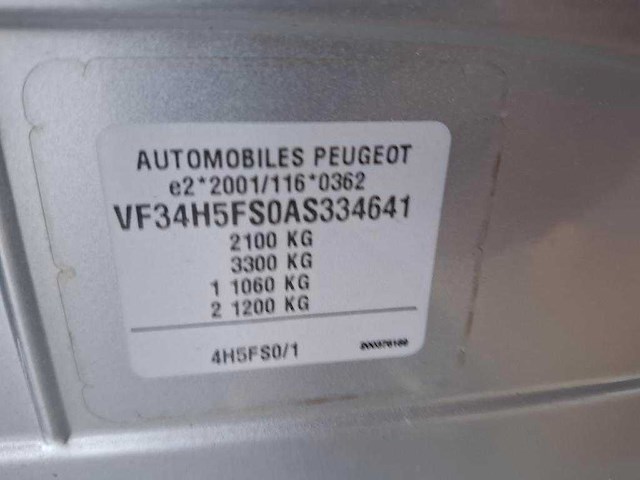 AUTOMOBILES PEUGEOT
e2*2001/116*0362
VF34H5FS0AS334641
2100 KG
3300 KG
1 1060 KG
2 1200 KG
4H5FS0/1